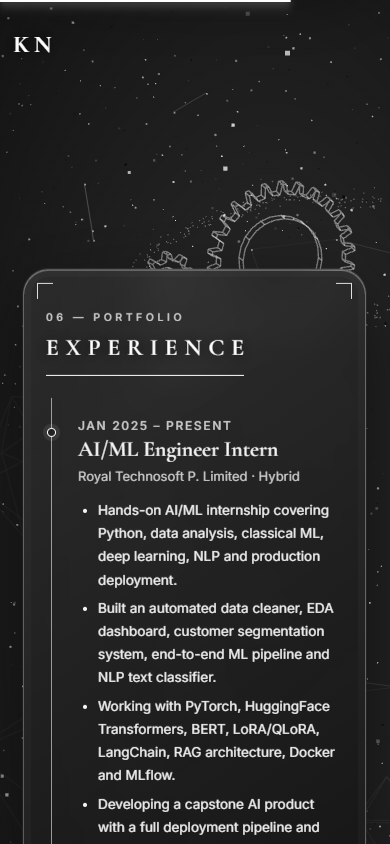 KN
06 — PORTFOLIO
EXPERIENCE
JAN 2025 – PRESENT
AI/ML Engineer Intern
Royal Technosoft P. Limited · Hybrid
• Hands-on AI/ML internship covering
Python, data analysis, classical ML,
deep learning, NLP and production
deployment.
• Built an automated data cleaner, EDA
dashboard, customer segmentation
system, end-to-end ML pipeline and
NLP text classifier.
• Working with PyTorch, HuggingFace
Transformers, BERT, LoRA/QLoRA,
LangChain, RAG architecture, Docker
and MLflow.
• Developing a capstone AI product
with a full deployment pipeline and